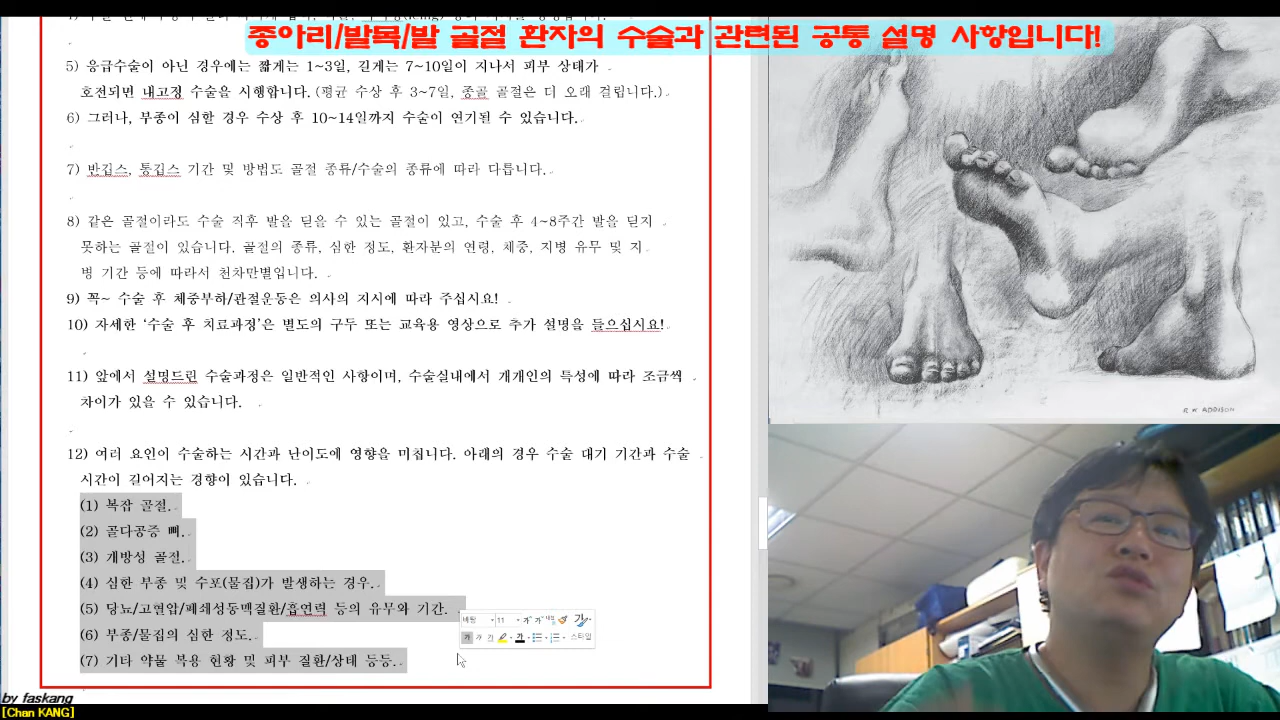 종아리/발목/발 골절 환자의 수술과 관련된 공통 설명 사항입니다!
5) 응급수술이 아닌 경우에는 짧게는 1~3일, 길게는 7~10일이 지나서 피부 상태가
호전되면 내고정 수술을 시행합니다. (평균 수상 후 3~7일, 종골 골절은 더 오래 걸립니다.)
6) 그러나, 부종이 심한 경우 수상 후 10~14일까지 수술이 연기될 수 있습니다.
7) 반깁스, 통깁스 기간 및 방법도 골절 종류/수술의 종류에 따라 다릅니다.
8) 같은 골절이라도 수술 직후 발을 딛을 수 있는 골절이 있고, 수술 후 4~8주간 발을 딛지
못하는 골절이 있습니다. 골절의 종류, 심한 정도, 환자분의 연령, 체중, 지병 유무 및 지
병 기간 등에 따라서 천차만별입니다.
9) 꼭~ 수술 후 체중부하/관절운동은 의사의 지시에 따라 주십시요!
10) 자세한 '수술 후 치료과정'은 별도의 구두 또는 교육용 영상으로 추가 설명을 들으십시요!
11) 앞에서 설명드린 수술과정은 일반적인 사항이며, 수술실내에서 개개인의 특성에 따라 조금씩
차이가 있을 수 있습니다.
12) 여러 요인이 수술하는 시간과 난이도에 영향을 미칩니다. 아래의 경우 수술 대기 기간과 수술
시간이 길어지는 경향이 있습니다.
(1) 복잡 골절.
(2) 골다공증 뼈.
(3) 개방성 골절.
(4) 심한 부종 및 수포(물집)가 발생하는 경우.
(5) 당뇨/고혈압/폐쇄성동맥질환/흡연력 등의 유무와 기간.
(6) 부종/물집의 심한 정도.
(7) 기타 약물 복용 현황 및 피부 질환/상태 등등.
바탕 11
가 가 가 스타일
R K ADDISON
by faskang
[Chan KANG]